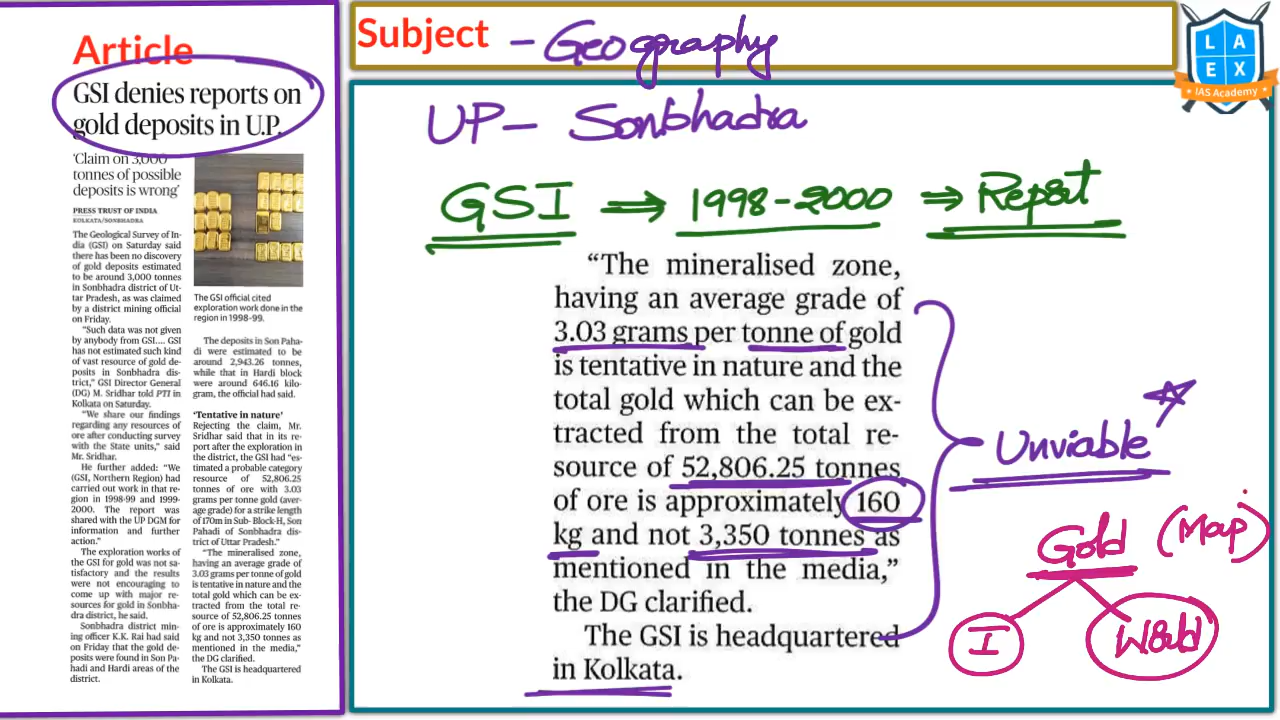 Article
GSI denies reports on
gold deposits in U.P.
'Claim on 3,000
tonnes of possible
deposits is wrong'
PRESS TRUST OF INDIA
KOLKATA/SONBHADRA
The Geological Survey of In-
dia (GSI) on Saturday said
there has been no discovery
of gold deposits estimated
to be around 3,000 tonnes
in Sonbhadra district of Ut-
tar Pradesh, as was claimed
by a district mining official
on Friday.
"Such data was not given
by anybody from GSI.... GSI
has not estimated such kind
of vast resource of gold de-
posits in Sonbhadra dis-
trict," GSI Director General
(DG) M. Sridhar told PTI in
Kolkata on Saturday.
"We share our findings
regarding any resources of
ore after conducting survey
with the State units," said
Mr. Sridhar.
He further added: "We
(GSI, Northern Region) had
carried out work in that re-
gion in 1998-99 and 1999-
2000. The report was
shared with the UP DGM for
information and further
action."
The exploration works of
the GSI for gold was not sa-
tisfactory and the results
were not encouraging to
come up with major re-
sources for gold in Sonbha-
dra district, he said.
Sonbhadra district min-
ing officer K.K. Rai had said
on Friday that the gold de-
posits were found in Son Pa-
hadi and Hardi areas of the
district.
The GSI official cited
exploration work done in the
region in 1998-99.
The deposits in Son Paha-
di were estimated to be
around 2,943.26 tonnes,
while that in Hardi block
were around 646.16 kilo-
gram, the official had said.
'Tentative in nature'
Rejecting the claim, Mr.
Sridhar said that in its re-
port after the exploration in
the district, the GSI had "es-
timated a probable category
resource of 52,806.25
tonnes of ore with 3.03
grams per tonne gold (aver-
age grade) for a strike length
of 170m in Sub- Block-H, Son
Pahadi of Sonbhadra dis-
trict of Uttar Pradesh."
"The mineralised zone,
having an average grade of
3.03 grams per tonne of gold
is tentative in nature and the
total gold which can be ex-
tracted from the total re-
source of 52,806.25 tonnes
of ore is approximately 160
kg and not 3,350 tonnes as
mentioned in the media,"
the DG clarified.
The GSI is headquartered
in Kolkata.
Subject - Geography
LA
EX
IAS Academy
UP - Sonbhadra
GSI ⇒ 1998-2000 ⇒ Report
"The mineralised zone,
having an average grade of
3.03 grams per tonne of gold
is tentative in nature and the
total gold which can be ex-
tracted from the total re-
source of 52,806.25 tonnes
of ore is approximately 160
kg and not 3,350 tonnes as
mentioned in the media,"
the DG clarified.
The GSI is headquartered
in Kolkata.
Unviable
Gold (Map)
I World